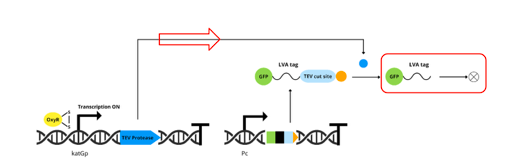 LVA tag
LVA tag
GFP
TEV cut site
GFP
Transcription ON
OxyR
TEV Protease
katGp
Pc